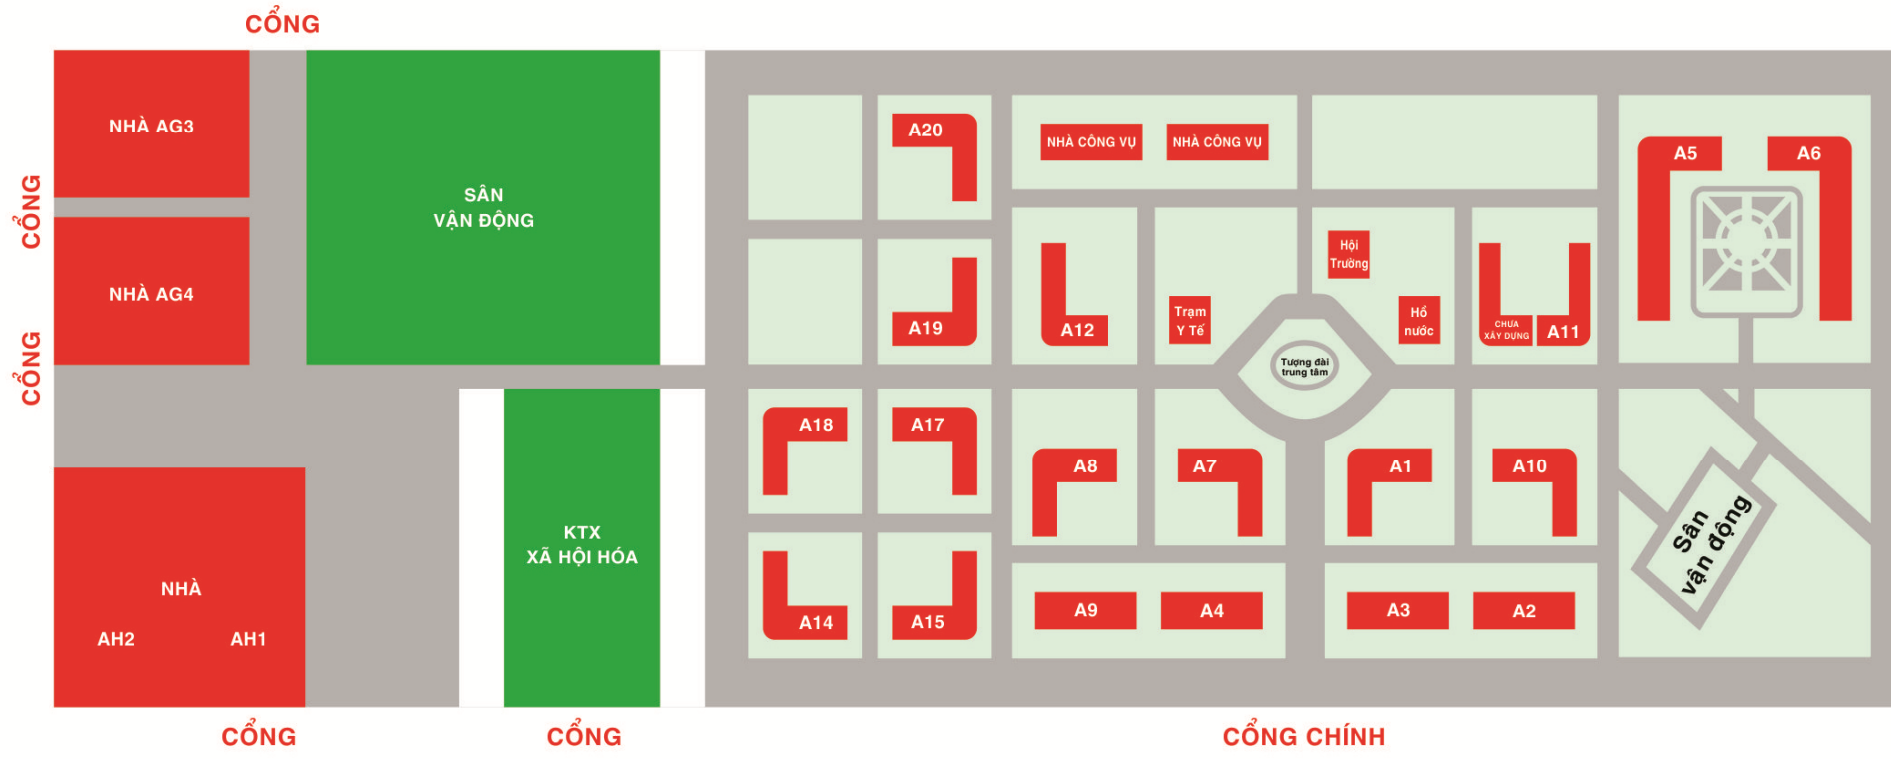 CỔNG
NHÀ AG3
CỔNG
NHÀ AG4
CỔNG
SÂN
VẬN ĐỘNG
NHÀ
AH2
AH1
KTX
XÃ HỘI HÓA
CỔNG
CỔNG
A20
NHÀ CÔNG VỤ
NHÀ CÔNG VỤ
A5
A6
A19
A12
Trạm
Y Tế
Hội
Trường
Hồ
nước
CHƯA
XÂY DỰNG
A11
Tượng đài
trung tâm
A18
A17
A8
A7
A1
A10
Sân
vận động
A14
A15
A9
A4
A3
A2
CỔNG CHÍNH